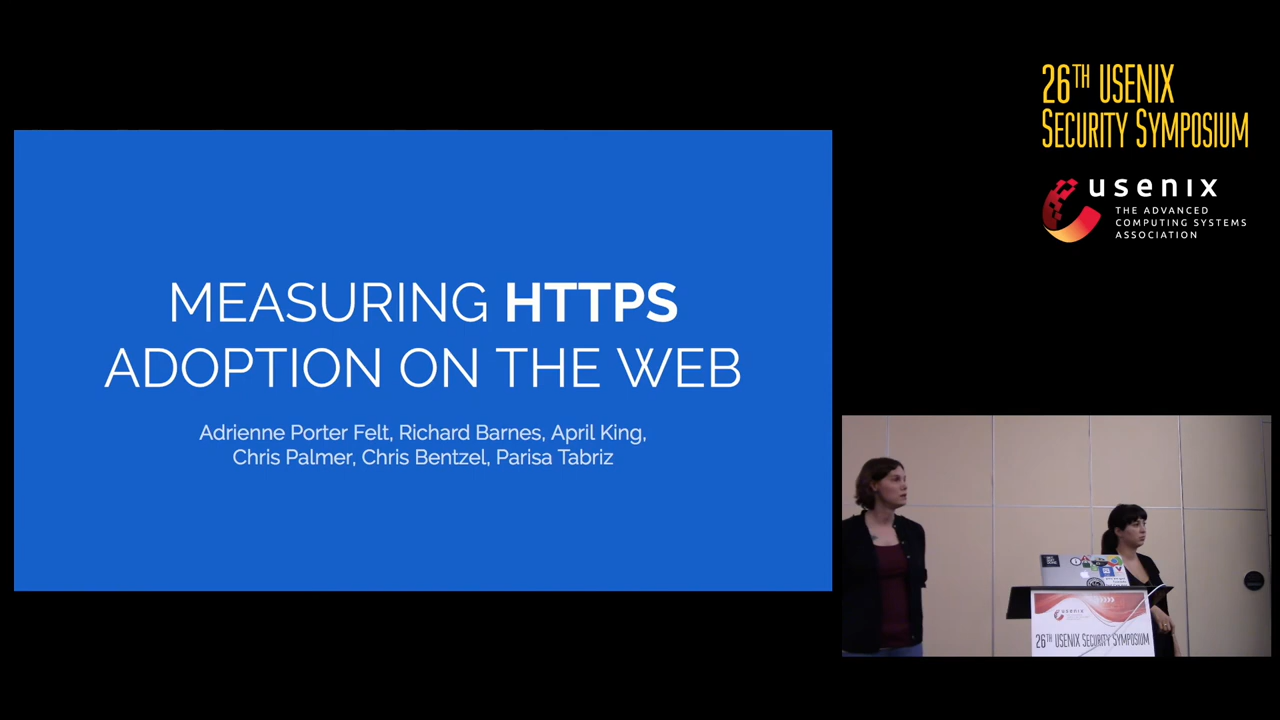 MEASURING HTTPS
ADOPTION ON THE WEB
Adrienne Porter Felt, Richard Barnes, April King,
Chris Palmer, Chris Bentzel, Parisa Tabriz
26TH USENIX
SECURITY SYMPOSIUM
usenix
THE ADVANCED
COMPUTING SYSTEMS
ASSOCIATION
usenix
26TH USENIX SECURITY SYMPOSIUM